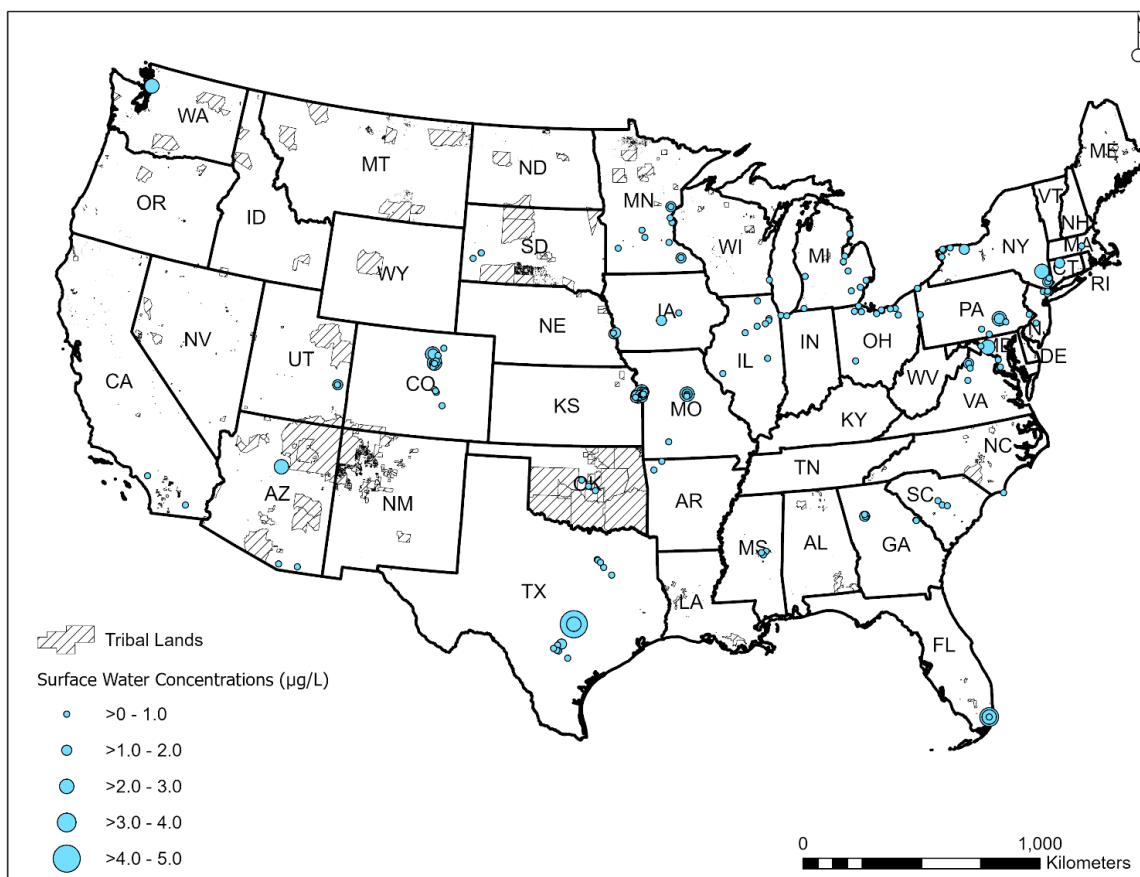 WA
MT
ND
MN
ME
VT
NH
OR
ID
SD
WI
MI
NY
MA
CT
RI
WY
NE
IA
PA
NJ
NV
UT
CO
IL
IN
OH
MD
DE
CA
KS
MO
WV
VA
KY
AZ
NM
OK
AR
TN
NC
SC
MS
AL
GA
TX
LA
FL
Tribal Lands
Surface Water Concentrations (µg/L)
>0 - 1.0
>1.0 - 2.0
>2.0 - 3.0
>3.0 - 4.0
>4.0 - 5.0
0 1,000
Kilometers